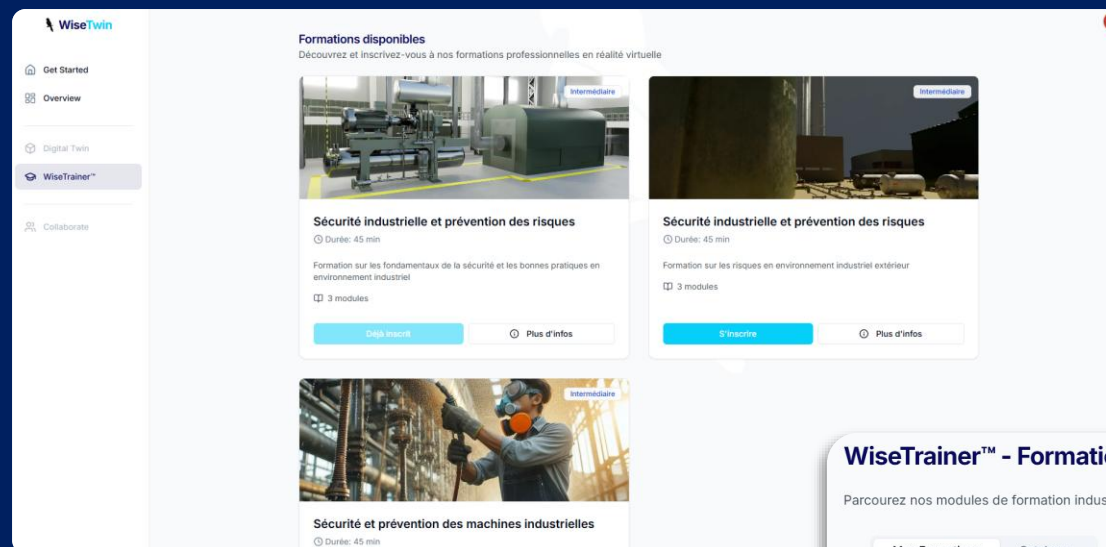 WiseTwin
Get Started
Overview
Digital Twin
WiseTrainer™
Collaborate
Formations disponibles
Découvrez et inscrivez-vous à nos formations professionnelles en réalité virtuelle
Intermédiaire
Sécurité industrielle et prévention des risques
Durée: 45 min
Formation sur les fondamentaux de la sécurité et les bonnes pratiques en
environnement industriel
3 modules
Déjà inscrit
Plus d'infos
Intermédiaire
Sécurité industrielle et prévention des risques
Durée: 45 min
Formation sur les risques en environnement industriel extérieur
3 modules
S'inscrire
Plus d'infos
Intermédiaire
Sécurité et prévention des machines industrielles
Durée: 45 min
WiseTrainer™ - Formati
Parcourez nos modules de formation indus